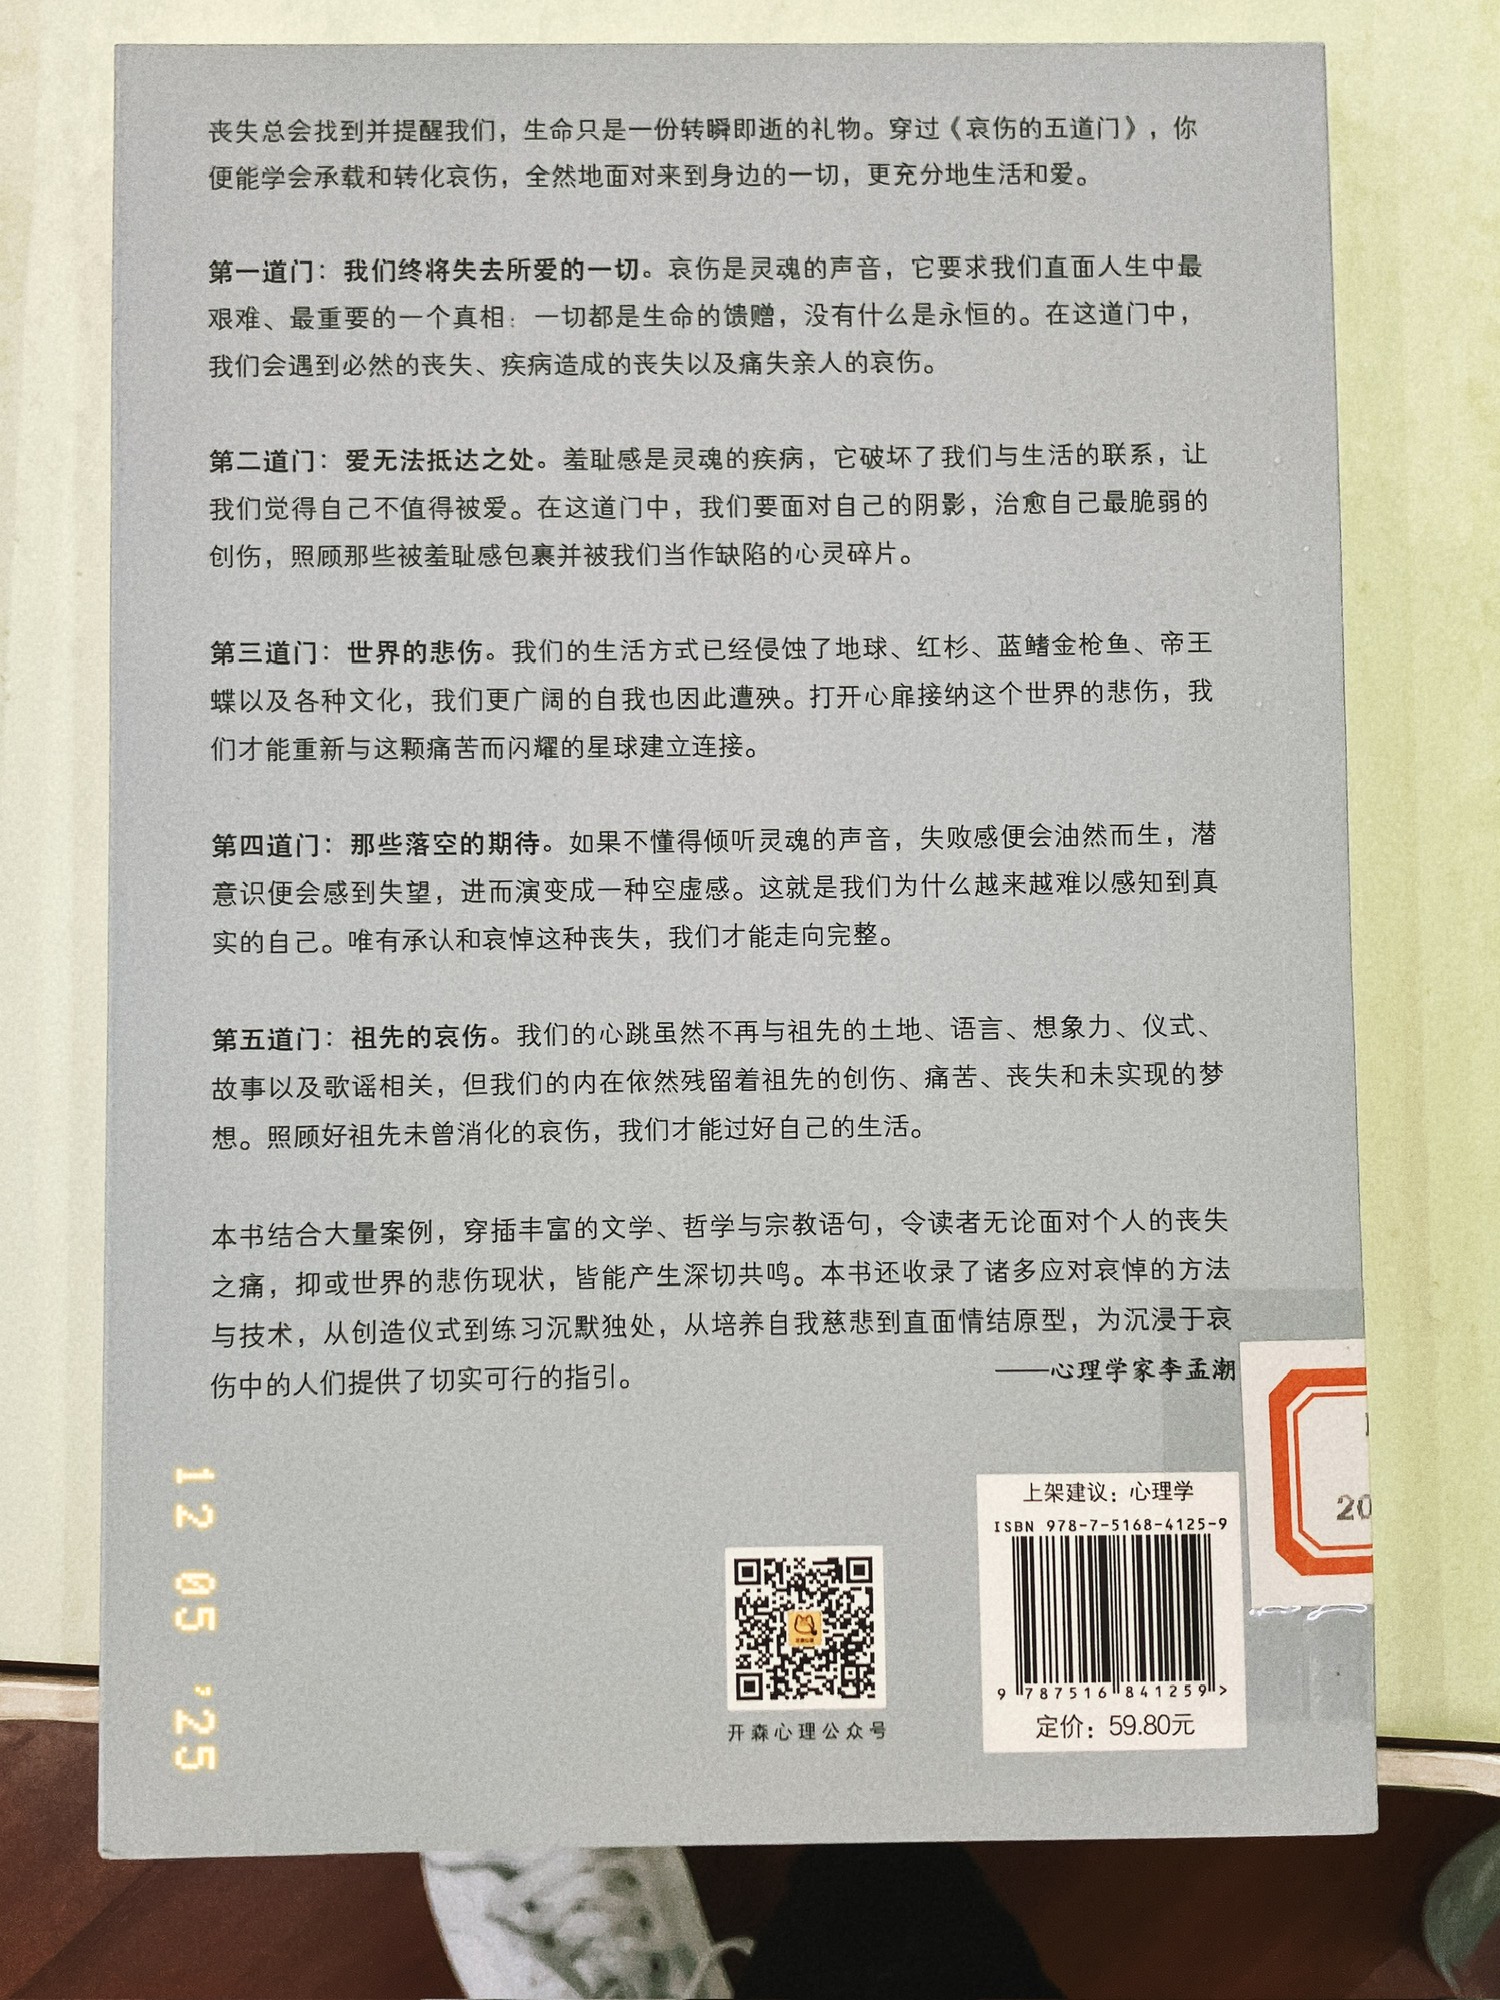 丧失总会找到并提醒我们，生命只是一份转瞬即逝的礼物。穿过《哀伤的五道门》，你
便能学会承载和转化哀伤，全然地面对来到身边的一切，更充分地生活和爱。
第一道门：我们终将失去所爱的一切。哀伤是灵魂的声音，它要求我们直面人生中最
艰难、最重要的一个真相：一切都是生命的馈赠，没有什么是永恒的。在这道门中，
我们会遇到必然的丧失、疾病造成的丧失以及痛失亲人的哀伤。
第二道门：爱无法抵达之处。羞耻感是灵魂的疾病，它破坏了我们与生活的联系，让
我们觉得自己不值得被爱。在这道门中，我们要面对自己的阴影，治愈自己最脆弱的
创伤，照顾那些被羞耻感包裹并被我们当作缺陷的心灵碎片。
第三道门：世界的悲伤。我们的生活方式已经侵蚀了地球、红杉、蓝鳍金枪鱼、帝王
蝶以及各种文化，我们更广阔的自我也因此遭殃。打开心扉接纳这个世界的悲伤，我
们才能重新与这颗痛苦而闪耀的星球建立连接。
第四道门：那些落空的期待。如果不懂得倾听灵魂的声音，失败感便会油然而生，潜
意识便会感到失望，进而演变成一种空虚感。这就是我们为什么越来越难以感知到真
实的自己。唯有承认和哀悼这种丧失，我们才能走向完整。
第五道门：祖先的哀伤。我们的心跳虽然不再与祖先的土地、语言、想象力、仪式、
故事以及歌谣相关，但我们的内在依然残留着祖先的创伤、痛苦、丧失和未实现的梦
想。照顾好祖先未曾消化的哀伤，我们才能过好自己的生活。
本书结合大量案例，穿插丰富的文学、哲学与宗教语句，令读者无论面对个人的丧失
之痛，抑或世界的悲伤现状，皆能产生深切共鸣。本书还收录了诸多应对哀悼的方法
与技术，从创造仪式到练习沉默独处，从培养自我慈悲到直面情结原型，为沉浸于哀
伤中的人们提供了切实可行的指引。
——心理学家李孟潮
上架建议：心理学
ISBN 978-7-5168-4125-9
9 787516 841259 >
定价：59.80元
开森心理公众号
20
12 05 '25